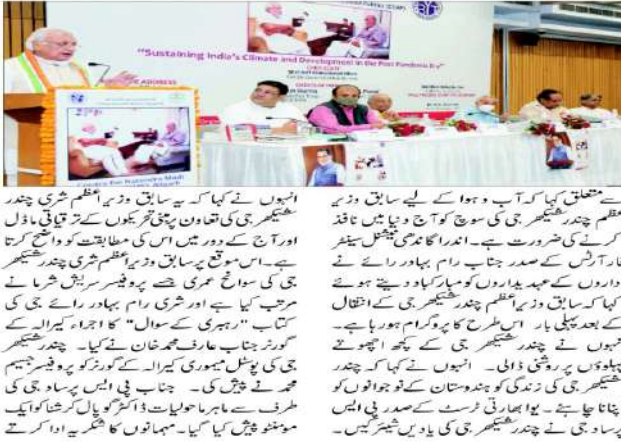 "Sustaining India's Climate and Development in the Post Pandemic Era"
ADDRESS
سے متعلق کہا کہ آب و ہوا کے لیے سابق وزیر
عظم چندر شیکھر جی کی سوچ کو آج دنیا میں نافذ
کرنے کی ضرورت ہے۔ اندرا گاندھی نیشنل سینٹر
آرٹس کے صدر جناب رام بہادر رائے نے
داروں کے عہدیداروں کو مبارکباد دیتے ہوئے
کہا کہ سابق وزیر اعظم چندر شیکھر جی کے انتقال
کے بعد پہلی بار اس طرح کا پروگرام ہو رہا ہے۔
نہوں نے چندر شیکھر جی کے کچھ اچھوتے
پہلوؤں پر روشنی ڈالی۔ انہوں نے کہا کہ چندر
شیکھر جی کی زندگی کو ہندوستان کے نوجوانوں کو
پنانا چاہئے۔ یوا بھارتی ٹرسٹ کے صدر پی ایس
پرساد جی نے چندر شیکھر جی کی یادیں شیئر کیں۔
انہوں نے کہا کہ یہ سابق وزیر اعظم شری چندر
شیکھر جی کی تعاون پر مبنی تحریکوں کے ترقیاتی ماڈل
اور آج کے دور میں اس کی مطابقت کو واضح کرتا
ہے۔ اس موقع پر سابق وزیر اعظم شری چندر شیکھر
جی کی سوانح عمری جسے پروفیسر سریش شرما نے
مرتب کیا ہے اور شری رام بہادر رائے جی کی
کتاب "رہبری کے سوال" کا اجراء کیرالہ کے
گورنر جناب عارف محمد خان نے کیا۔ چندر شیکھر
جی کی پوٹل میموری کیرالہ کے گورنر کو پروفیسر جسیم
محمد نے پیش کی۔ جناب پی ایس پرساد جی کی
طرف سے ماہر ماحولیات ڈاکٹر گوپال کرشنا کو ایک
مومنٹو پیش کیا گیا۔ مہمانوں کا شکریہ ادا کرتے